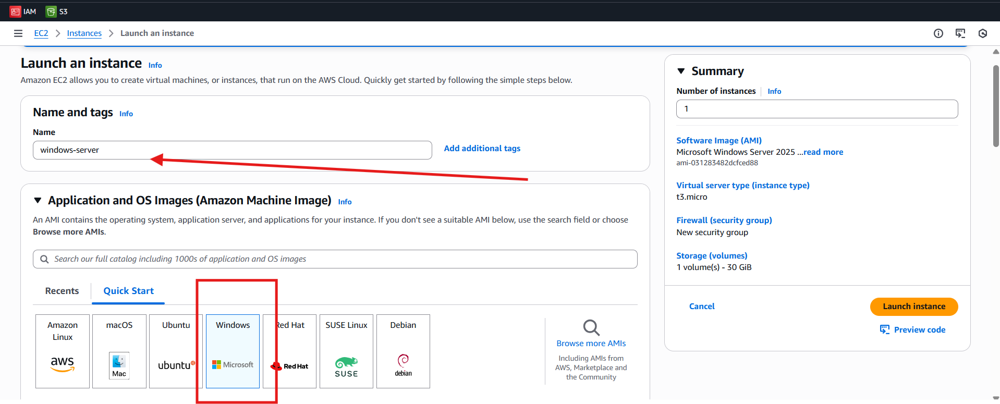 IAM S3
EC2 > Instances > Launch an instance
Launch an instance Info
Amazon EC2 allows you to create virtual machines, or instances, that run on the AWS Cloud. Quickly get started by following the simple steps below.
Name and tags Info
Name
windows-server
Add additional tags
Application and OS Images (Amazon Machine Image) Info
An AMI contains the operating system, application server, and applications for your instance. If you don't see a suitable AMI below, use the search field or choose
Browse more AMIs.
Search our full catalog including 1000s of application and OS images
Recents
Quick Start
Amazon
Linux
aws
macOS
Mac
Ubuntu
ubuntu
Windows
Microsoft
Red Hat
Red Hat
SUSE Linux
SUSE
Debian
debian
Browse more AMIs
Including AMIs from
AWS, Marketplace and
the Community
Summary
Number of instances Info
1
Software Image (AMI)
Microsoft Windows Server 2025 ...read more
ami-031283482dcfced88
Virtual server type (instance type)
t3.micro
Firewall (security group)
New security group
Storage (volumes)
1 volume(s) - 30 GiB
Cancel
Launch instance
Preview code